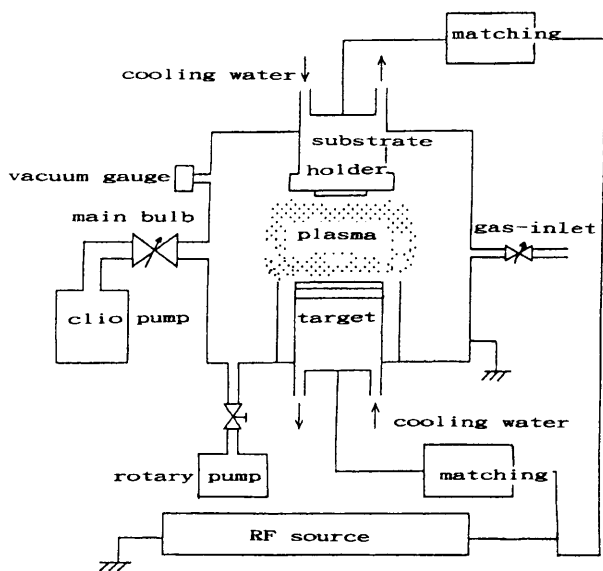 matching
cooling water
substrate
holder
vacuum gauge
main bulb
plasma
gas-inlet
clio pump
target
cooling water
rotary pump
matching
RF source